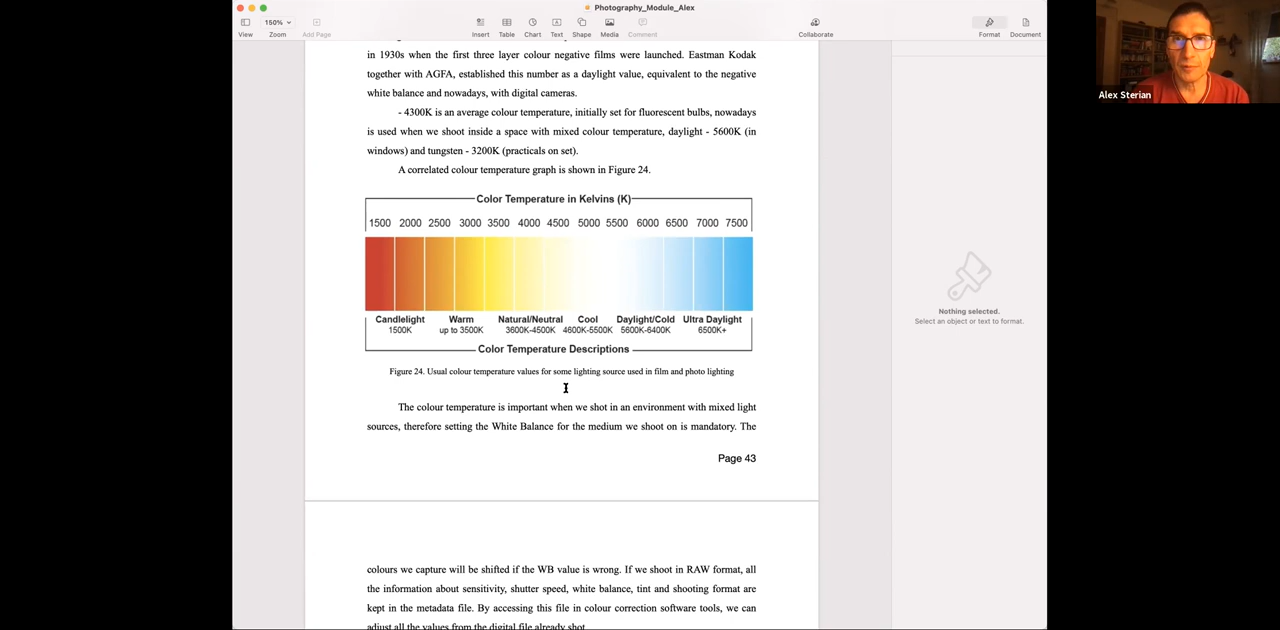 Photography_Module_Alex
150%
View
Zoom
Add Page
Insert
Table
Chart
Text
Shape
Media
Comment
Collaborate
Format
Document
Alex Sterian
in 1930s when the first three layer colour negative films were launched. Eastman Kodak
together with AGFA, established this number as a daylight value, equivalent to the negative
white balance and nowadays, with digital cameras.
- 4300K is an average colour temperature, initially set for fluorescent bulbs, nowadays
is used when we shoot inside a space with mixed colour temperature, daylight - 5600K (in
windows) and tungsten - 3200K (practicals on set).
A correlated colour temperature graph is shown in Figure 24.
Color Temperature in Kelvins (K)
1500 2000 2500 3000 3500 4000 4500 5000 5500 6000 6500 7000 7500
Candlelight Warm Natural/Neutral Cool Daylight/Cold Ultra Daylight
1500K up to 3500K 3600K-4500K 4600K-5500K 5600K-6400K 6500K+
Color Temperature Descriptions
Figure 24. Usual colour temperature values for some lighting source used in film and photo lighting
The colour temperature is important when we shot in an environment with mixed light
sources, therefore setting the White Balance for the medium we shoot on is mandatory. The
Page 43
colours we capture will be shifted if the WB value is wrong. If we shoot in RAW format, all
the information about sensitivity, shutter speed, white balance, tint and shooting format are
kept in the metadata file. By accessing this file in colour correction software tools, we can
adjust all the values from the digital file already shot.
Nothing selected.
Select an object or text to format.